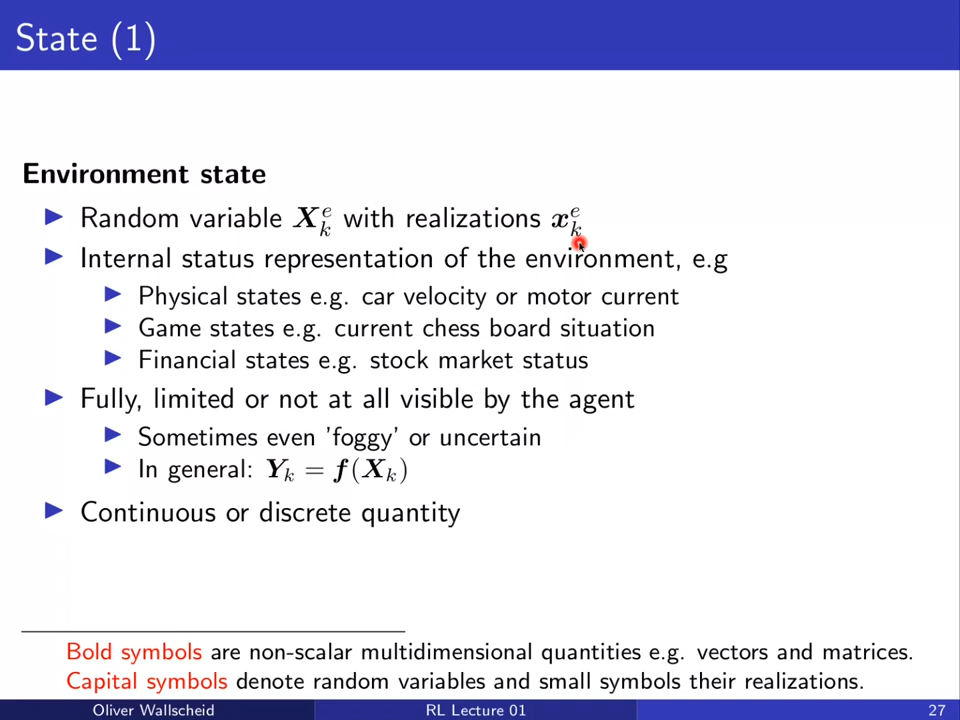 State (1)
Environment state
▶ Random variable X_k^e with realizations x_k^e
▶ Internal status representation of the environment, e.g
▶ Physical states e.g. car velocity or motor current
▶ Game states e.g. current chess board situation
▶ Financial states e.g. stock market status
▶ Fully, limited or not at all visible by the agent
▶ Sometimes even 'foggy' or uncertain
▶ In general: Y_k = f(X_k)
▶ Continuous or discrete quantity
Bold symbols are non-scalar multidimensional quantities e.g. vectors and matrices.
Capital symbols denote random variables and small symbols their realizations.
Oliver Wallscheid RL Lecture 01 27